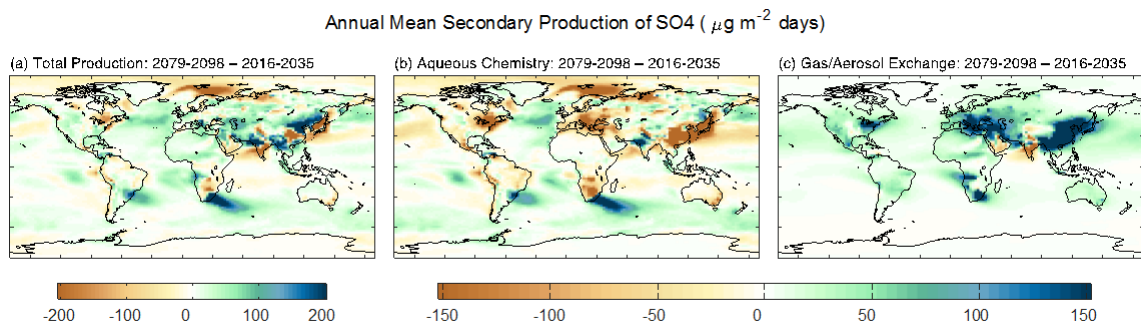 Annual Mean Secondary Production of SO4 ( μg m⁻² days)
(a) Total Production: 2079-2098 – 2016-2035
(b) Aqueous Chemistry: 2079-2098 – 2016-2035
(c) Gas/Aerosol Exchange: 2079-2098 – 2016-2035
-200 -100 0 100 200
-150 -100 -50 0 50 100 150